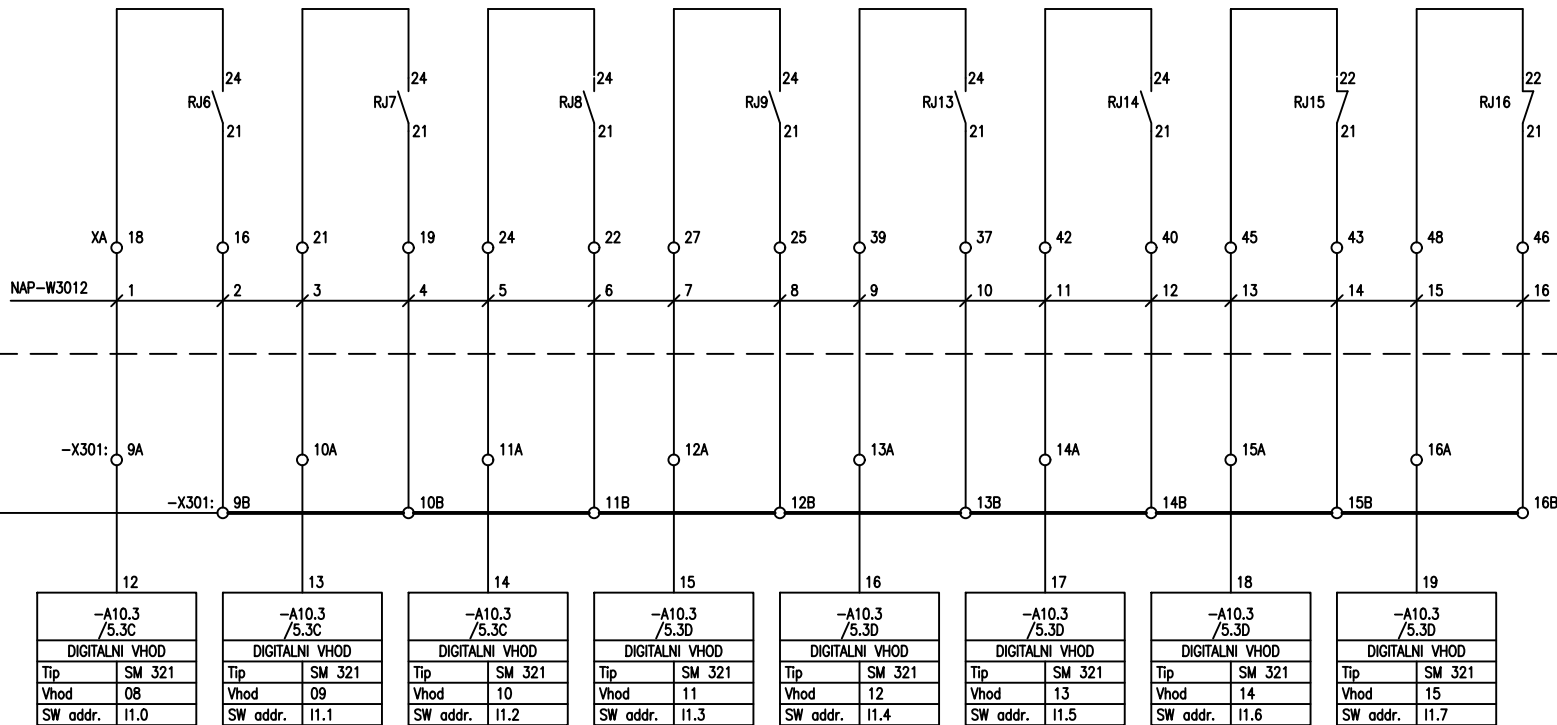 24 24 24 24 24 24 22 22
RJ6 RJ7 RJ8 RJ9 RJ13 RJ14 RJ15 RJ16
21 21 21 21 21 21 21 21
XA 18 16 21 19 24 22 27 25 39 37 42 40 45 43 48 46
NAP-W3012 1 2 3 4 5 6 7 8 9 10 11 12 13 14 15 16
-X301: 9A 10A 11A 12A 13A 14A 15A 16A
-X301: 9B 10B 11B 12B 13B 14B 15B 16B
12 13 14 15 16 17 18 19
-A10.3 -A10.3 -A10.3 -A10.3 -A10.3 -A10.3 -A10.3 -A10.3
/5.3C /5.3C /5.3C /5.3D /5.3D /5.3D /5.3D /5.3D
DIGITALNI VHOD DIGITALNI VHOD DIGITALNI VHOD DIGITALNI VHOD DIGITALNI VHOD DIGITALNI VHOD DIGITALNI VHOD DIGITALNI VHOD
Tip SM 321 Tip SM 321 Tip SM 321 Tip SM 321 Tip SM 321 Tip SM 321 Tip SM 321 Tip SM 321
Vhod 08 Vhod 09 Vhod 10 Vhod 11 Vhod 12 Vhod 13 Vhod 14 Vhod 15
SW addr. I1.0 SW addr. I1.1 SW addr. I1.2 SW addr. I1.3 SW addr. I1.4 SW addr. I1.5 SW addr. I1.6 SW addr. I1.7